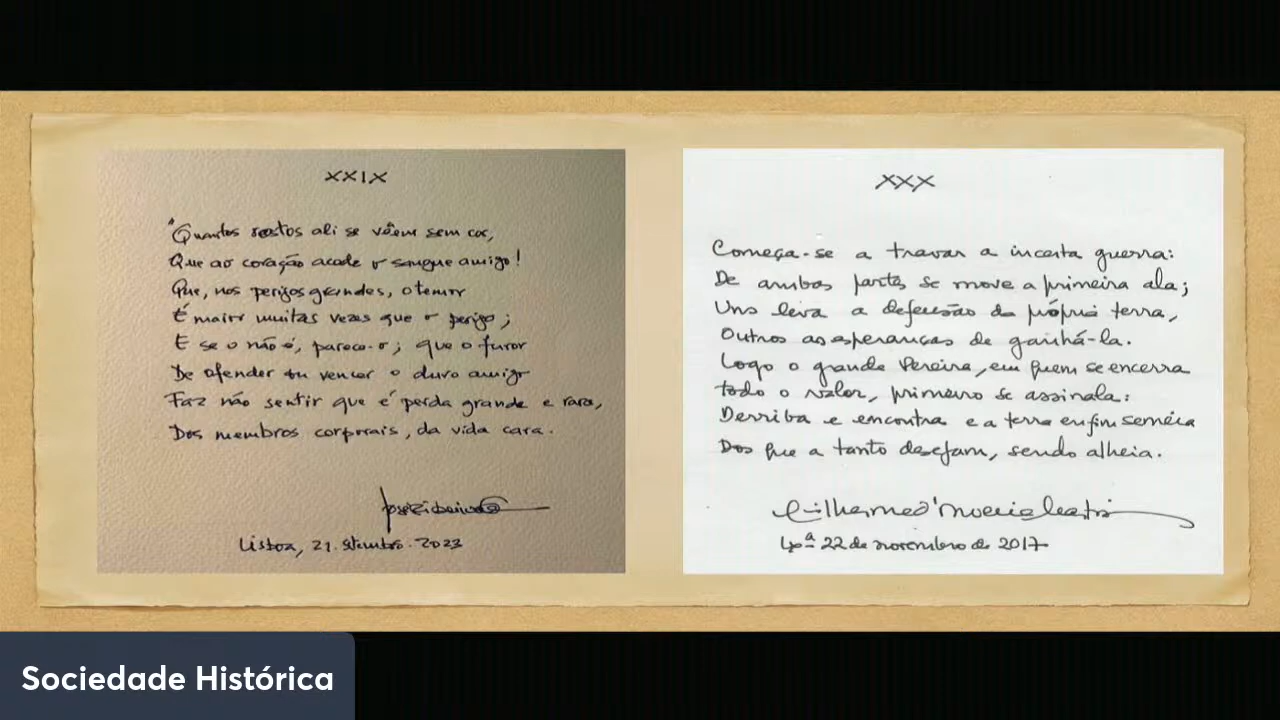 XXIX
"Quantos rostos ali se vêem sem cor,
Que ao coração acode o sangue amigo!
Que, nos perigos grandes, o temor
É maior muitas vezes que o perigo;
E se o não é, parece-o; que o furor
De ofender ou vencer o duro amigo
Faz não sentir que é perda grande e rara,
Dos membros corporais, da vida cara.
Lisboa, 21. setembro. 2023
XXX
Começa-se a travar a incerta guerra:
De ambas partes se move a primeira ala;
Uns leva a defensão da própria terra,
Outros as esperanças de ganhá-la.
Logo o grande Pereira, em quem se encerra
todo o valor, primeiro se assinala:
Derriba e encontra e a terra enfim semeia
Dos que a tanto desejam, sendo alheia.
Lxª 22 de novembro de 2017
Sociedade Histórica